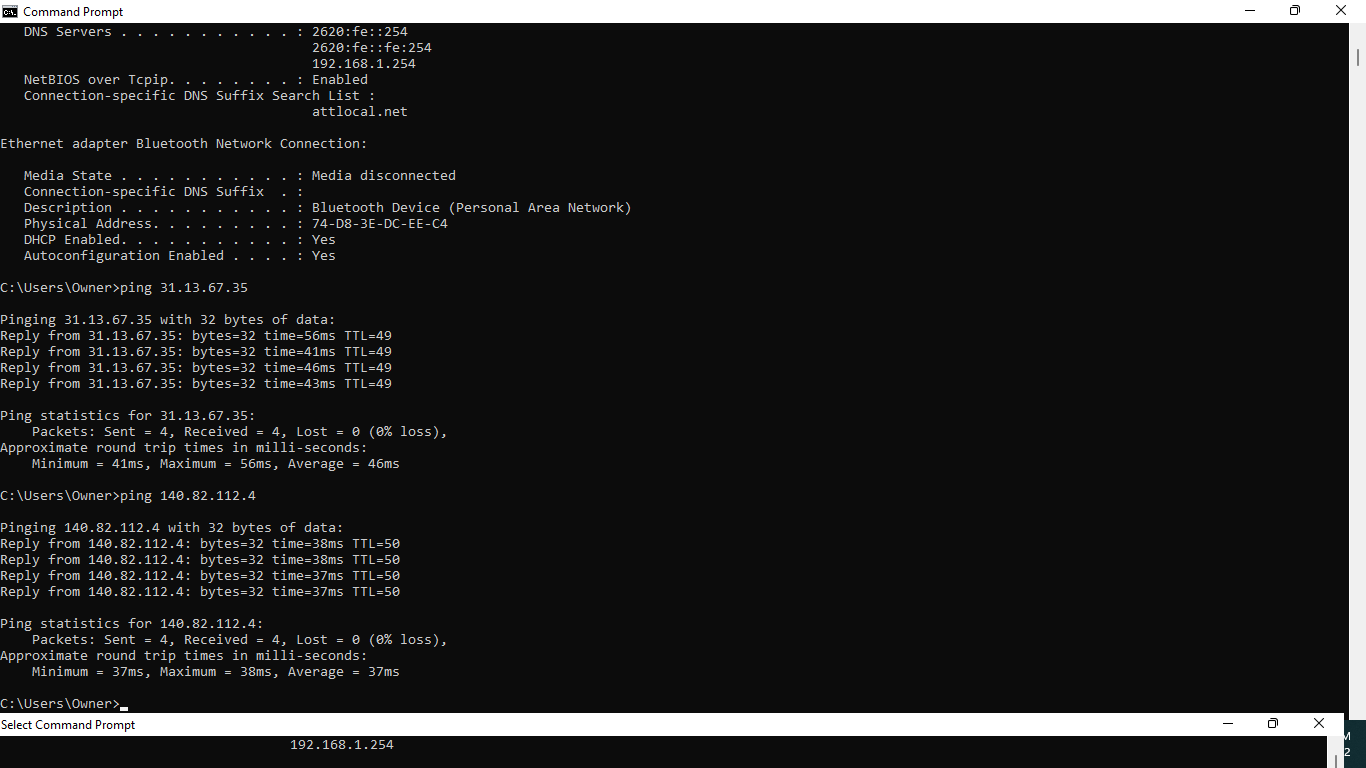 Command Prompt
DNS Servers . . . . . . . . . . . : 2620:fe::254
2620:fe::fe:254
192.168.1.254
NetBIOS over Tcpip. . . . . . . . : Enabled
Connection-specific DNS Suffix Search List :
attlocal.net
Ethernet adapter Bluetooth Network Connection:
Media State . . . . . . . . . . . : Media disconnected
Connection-specific DNS Suffix  . :
Description . . . . . . . . . . . : Bluetooth Device (Personal Area Network)
Physical Address. . . . . . . . . : 74-D8-3E-DC-EE-C4
DHCP Enabled. . . . . . . . . . . : Yes
Autoconfiguration Enabled . . . . : Yes
C:\Users\Owner>ping 31.13.67.35
Pinging 31.13.67.35 with 32 bytes of data:
Reply from 31.13.67.35: bytes=32 time=56ms TTL=49
Reply from 31.13.67.35: bytes=32 time=41ms TTL=49
Reply from 31.13.67.35: bytes=32 time=46ms TTL=49
Reply from 31.13.67.35: bytes=32 time=43ms TTL=49
Ping statistics for 31.13.67.35:
Packets: Sent = 4, Received = 4, Lost = 0 (0% loss),
Approximate round trip times in milli-seconds:
Minimum = 41ms, Maximum = 56ms, Average = 46ms
C:\Users\Owner>ping 140.82.112.4
Pinging 140.82.112.4 with 32 bytes of data:
Reply from 140.82.112.4: bytes=32 time=38ms TTL=50
Reply from 140.82.112.4: bytes=32 time=38ms TTL=50
Reply from 140.82.112.4: bytes=32 time=37ms TTL=50
Reply from 140.82.112.4: bytes=32 time=37ms TTL=50
Ping statistics for 140.82.112.4:
Packets: Sent = 4, Received = 4, Lost = 0 (0% loss),
Approximate round trip times in milli-seconds:
Minimum = 37ms, Maximum = 38ms, Average = 37ms
C:\Users\Owner>
Select Command Prompt
192.168.1.254
M
2